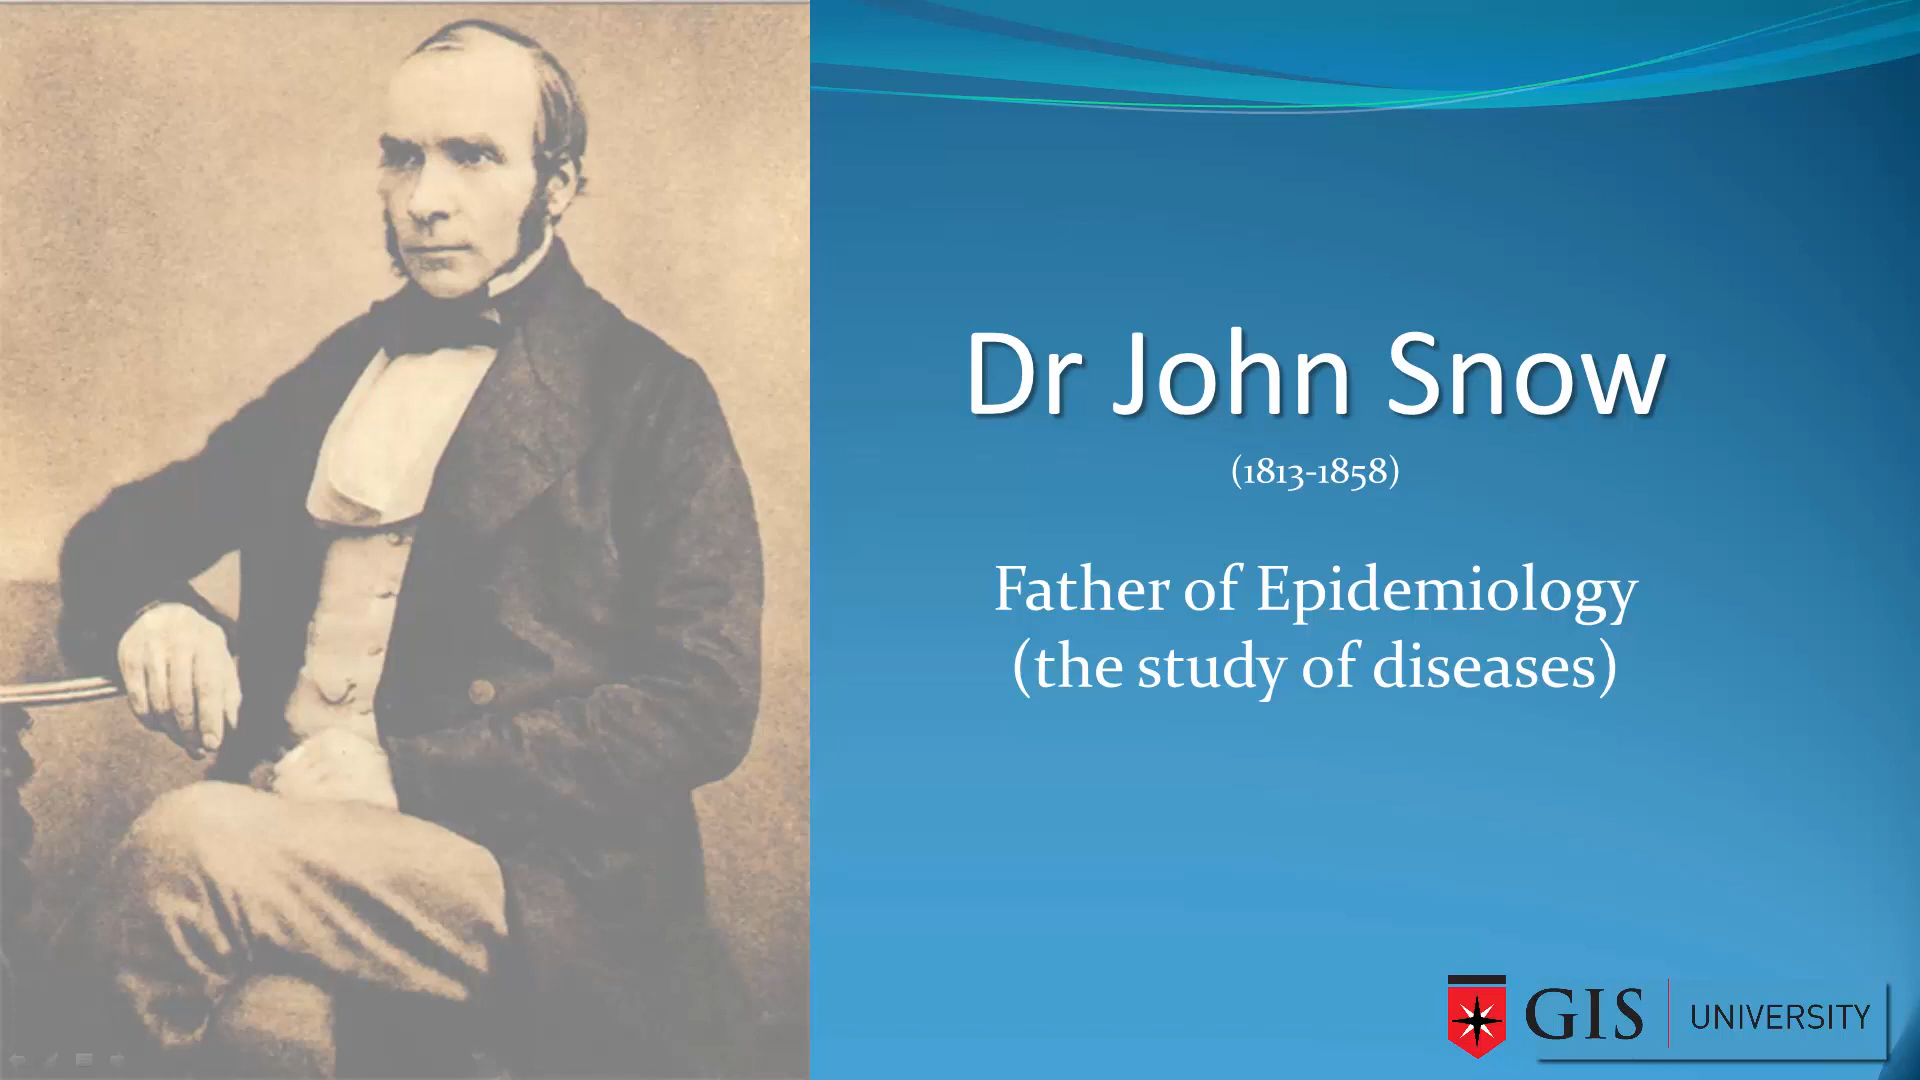 Dr John Snow
(1813-1858)
Father of Epidemiology
(the study of diseases)
GIS UNIVERSITY